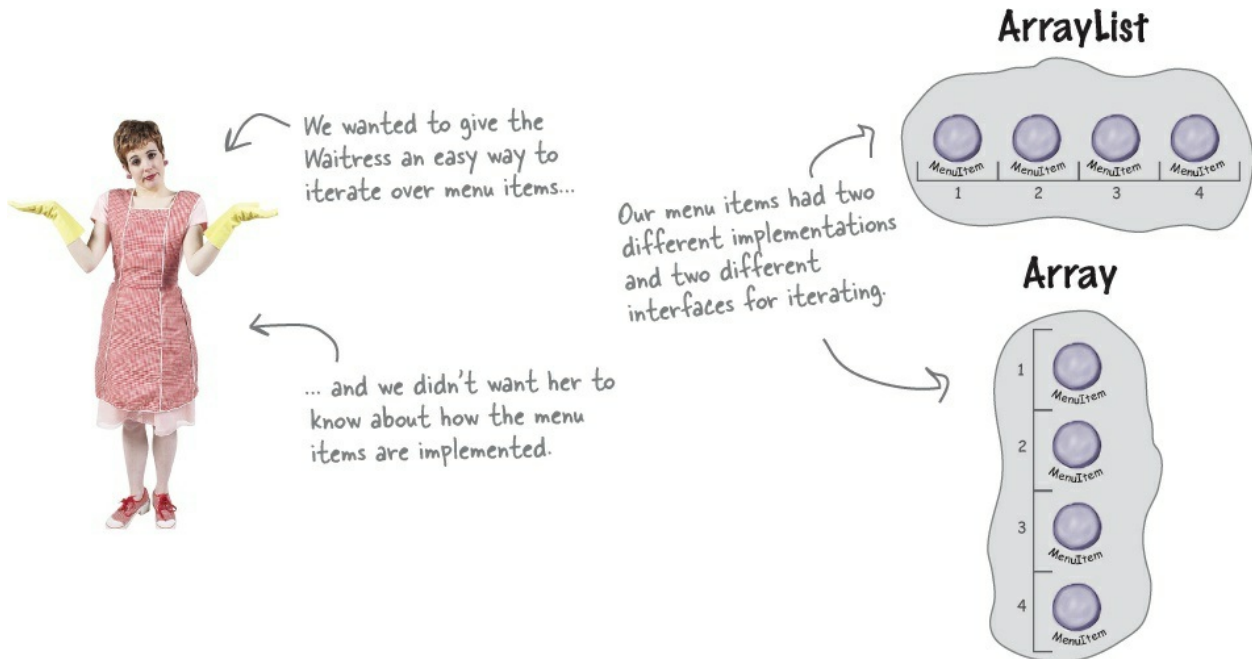 We wanted to give the
Waitress an easy way to
iterate over menu items...
... and we didn't want her to
know about how the menu
items are implemented.
Our menu items had two
different implementations
and two different
interfaces for iterating.
ArrayList
MenuItem MenuItem MenuItem MenuItem
1 2 3 4
Array
1
MenuItem
2
MenuItem
3
MenuItem
4
MenuItem